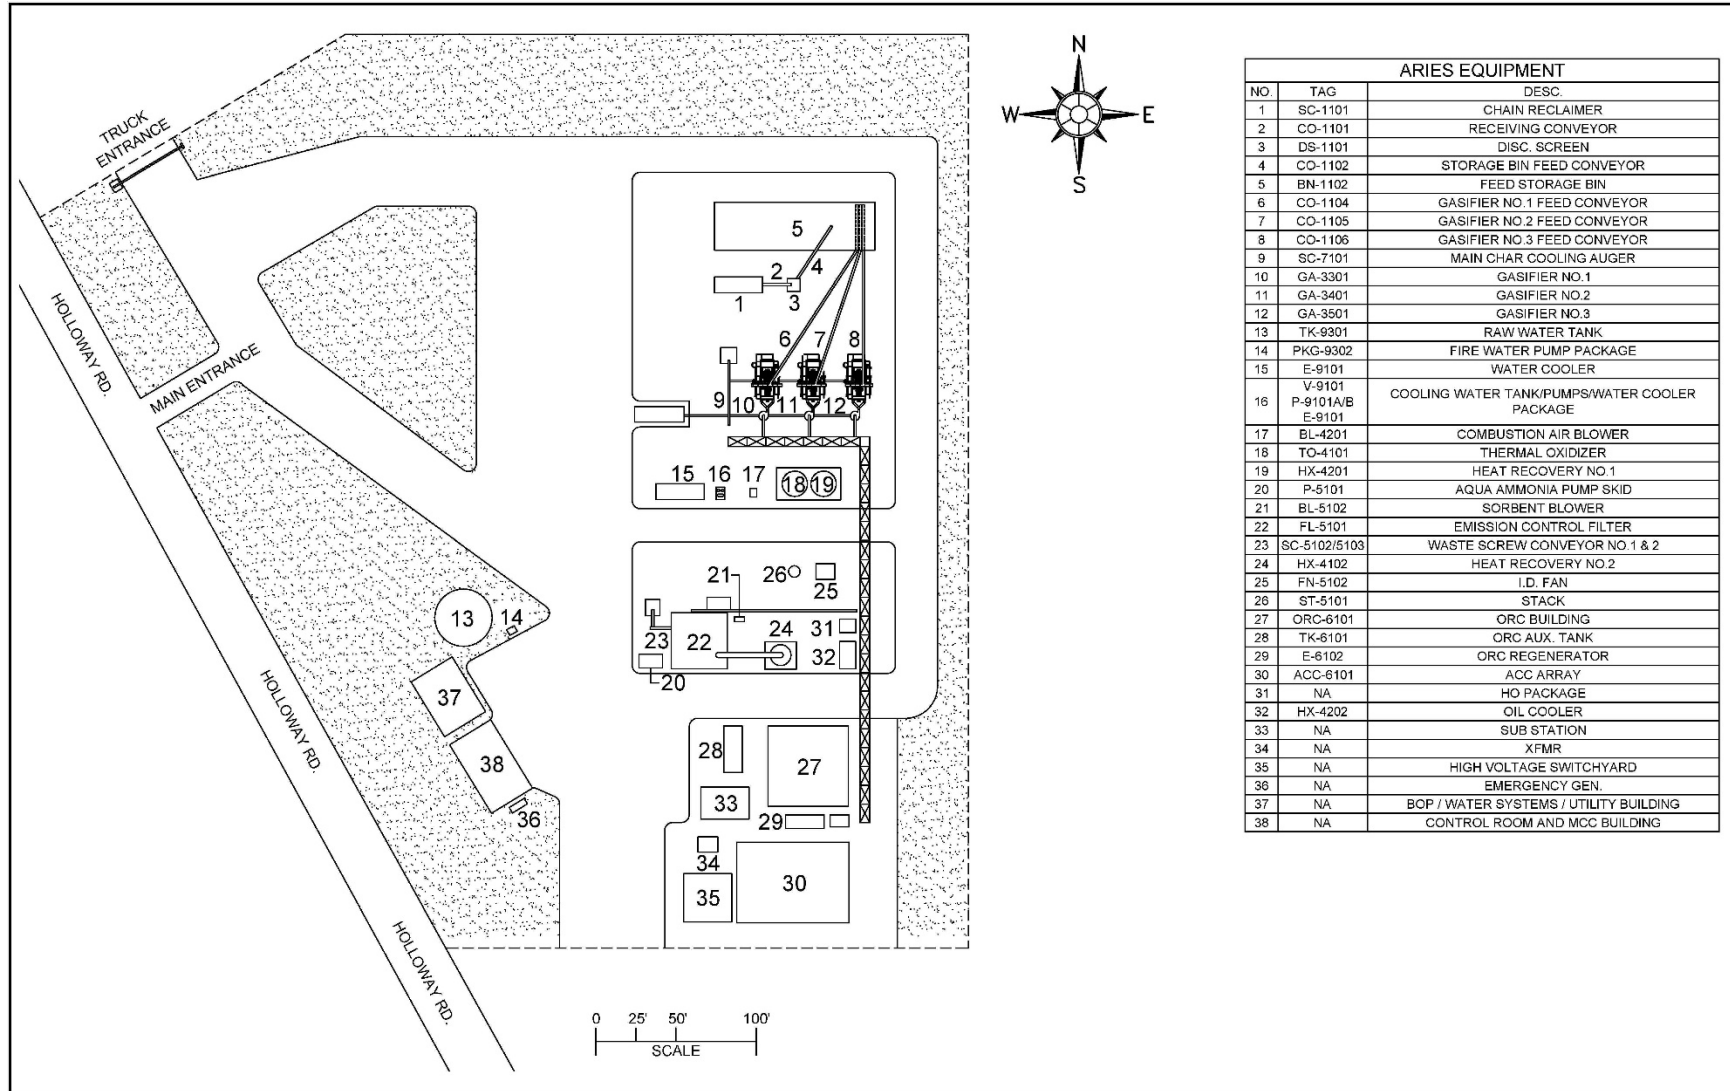 N
W E
S
TRUCK
ENTRANCE
HOLLOWAY RD.
MAIN ENTRANCE
HOLLOWAY RD.
HOLLOWAY RD.
5
4
2
1
3
6
7
8
9
10
11
12
15
16
17
18
19
21
26
25
13
14
23
22
24
31
32
20
37
38
36
28
27
33
29
34
35
30
0 25' 50' 100'
SCALE
ARIES EQUIPMENT
NO. TAG DESC.
1 SC-1101 CHAIN RECLAIMER
2 CO-1101 RECEIVING CONVEYOR
3 DS-1101 DISC. SCREEN
4 CO-1102 STORAGE BIN FEED CONVEYOR
5 BN-1102 FEED STORAGE BIN
6 CO-1104 GASIFIER NO.1 FEED CONVEYOR
7 CO-1105 GASIFIER NO.2 FEED CONVEYOR
8 CO-1106 GASIFIER NO.3 FEED CONVEYOR
9 SC-7101 MAIN CHAR COOLING AUGER
10 GA-3301 GASIFIER NO.1
11 GA-3401 GASIFIER NO.2
12 GA-3501 GASIFIER NO.3
13 TK-9301 RAW WATER TANK
14 PKG-9302 FIRE WATER PUMP PACKAGE
15 E-9101 WATER COOLER
16 V-9101
P-9101A/B
E-9101
COOLING WATER TANK/PUMPS/WATER COOLER
PACKAGE
17 BL-4201 COMBUSTION AIR BLOWER
18 TO-4101 THERMAL OXIDIZER
19 HX-4201 HEAT RECOVERY NO.1
20 P-5101 AQUA AMMONIA PUMP SKID
21 BL-5102 SORBENT BLOWER
22 FL-5101 EMISSION CONTROL FILTER
23 SC-5102/5103 WASTE SCREW CONVEYOR NO.1 & 2
24 HX-4102 HEAT RECOVERY NO.2
25 FN-5102 I.D. FAN
26 ST-5101 STACK
27 ORC-6101 ORC BUILDING
28 TK-6101 ORC AUX. TANK
29 E-6102 ORC REGENERATOR
30 ACC-6101 ACC ARRAY
31 NA HO PACKAGE
32 HX-4202 OIL COOLER
33 NA SUB STATION
34 NA XFMR
35 NA HIGH VOLTAGE SWITCHYARD
36 NA EMERGENCY GEN.
37 NA BOP / WATER SYSTEMS / UTILITY BUILDING
38 NA CONTROL ROOM AND MCC BUILDING